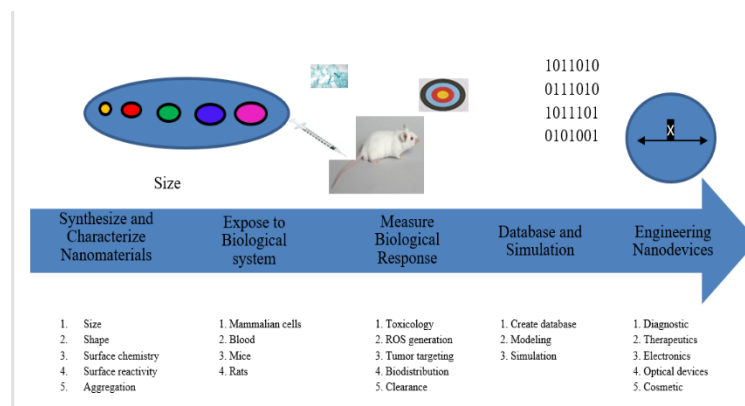 1011010
0111010
1011101
0101001
X
Size
Synthesize and
Characterize
Nanomaterials
Expose to
Biological
system
Measure
Biological
Response
Database and
Simulation
Engineering
Nanodevices
1. Size
2. Shape
3. Surface chemistry
4. Surface reactivity
5. Aggregation
1. Mammalian cells
2. Blood
3. Mice
4. Rats
1. Toxicology
2. ROS generation
3. Tumor targeting
4. Biodistribution
5. Clearance
1. Create database
2. Modeling
3. Simulation
1. Diagnostic
2. Therapeutics
3. Electronics
4. Optical devices
5. Cosmetic